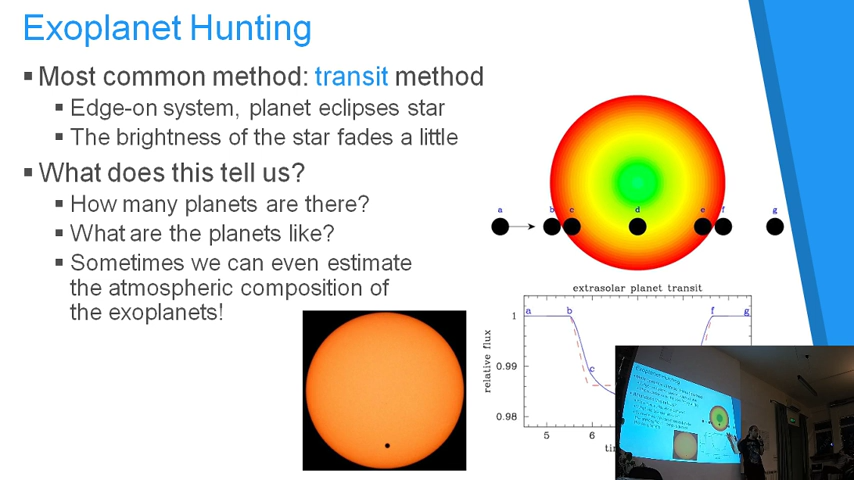 Exoplanet Hunting
▪ Most common method: transit method
▪ Edge-on system, planet eclipses star
▪ The brightness of the star fades a little
▪ What does this tell us?
▪ How many planets are there?
▪ What are the planets like?
▪ Sometimes we can even estimate
the atmospheric composition of
the exoplanets!
a b c d e f g
extrasolar planet transit
a b f g
1
c
0.99
0.98
relative flux
5 6
Exoplanet Hunting